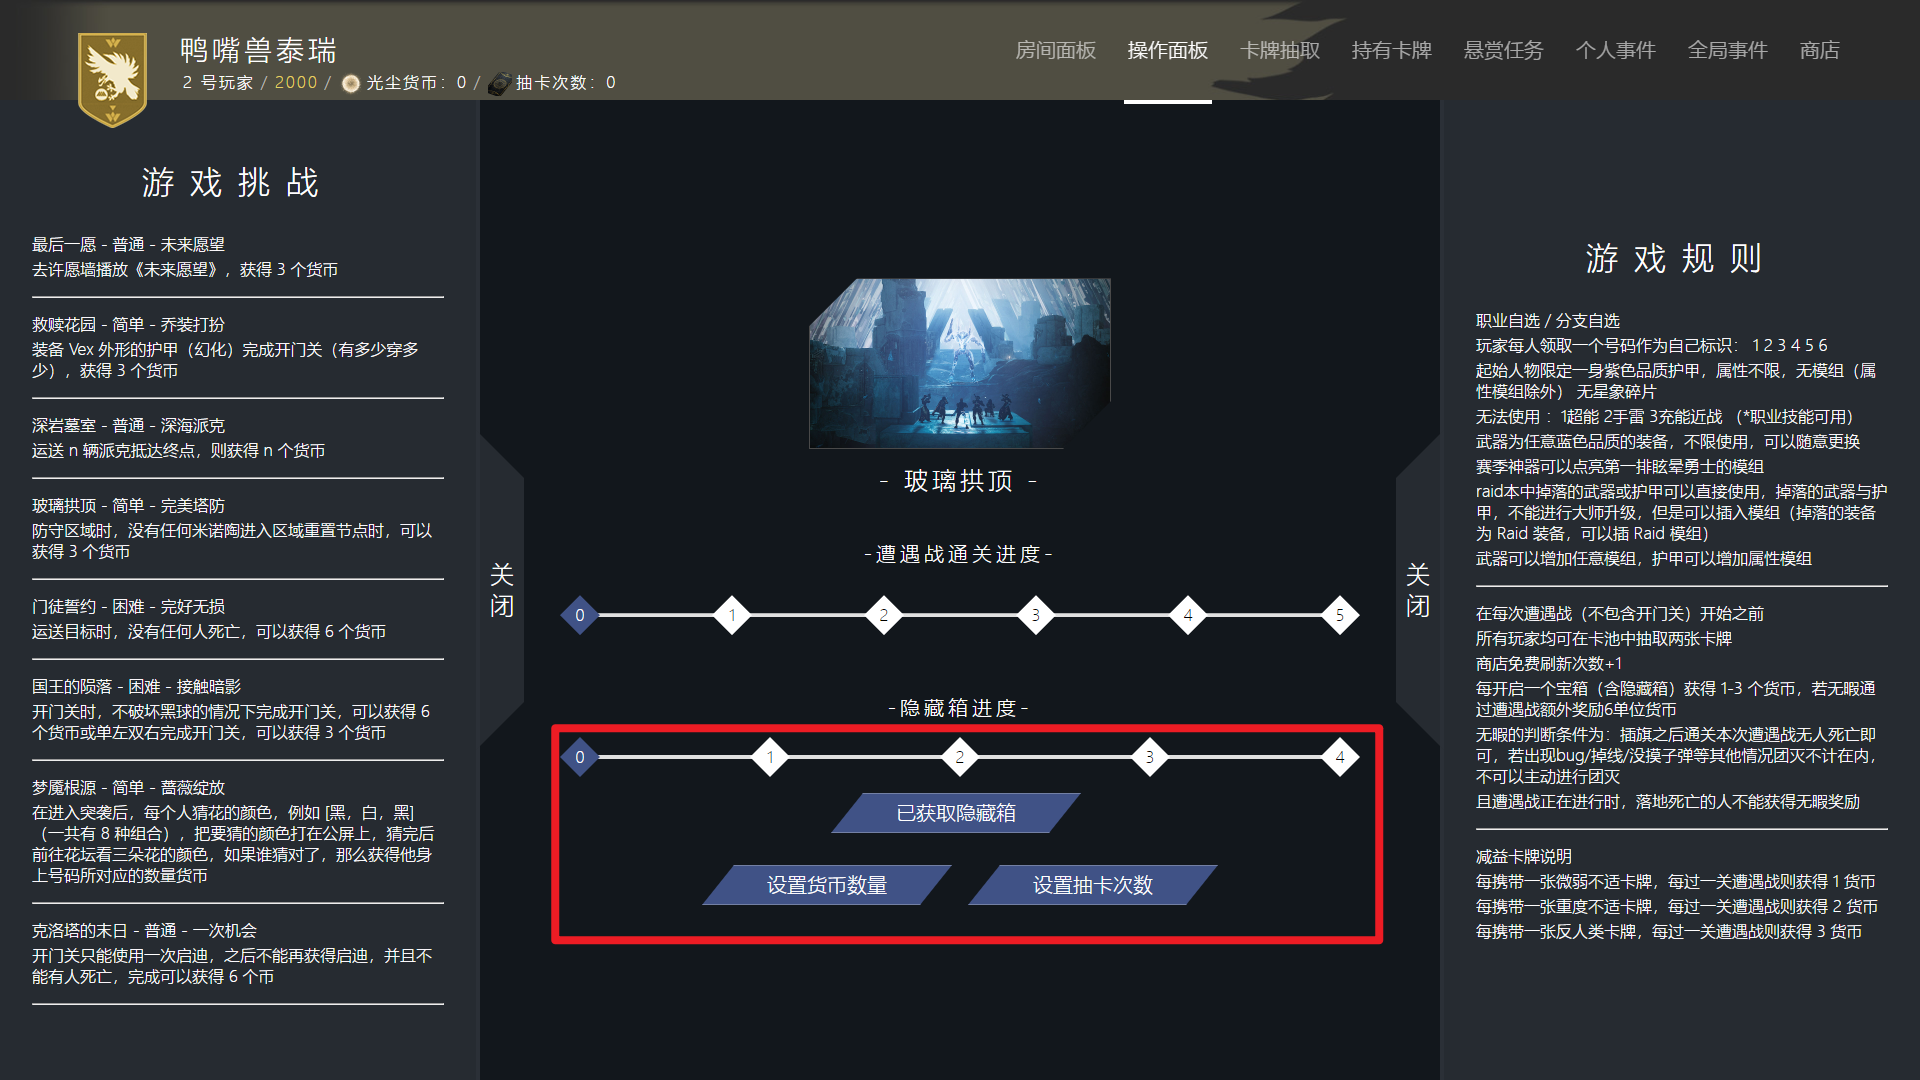 鸭嘴兽泰瑞
2 号玩家 / 2000 / 光尘货币：0 / 抽卡次数：0
房间面板 操作面板 卡牌抽取 持有卡牌 悬赏任务 个人事件 全局事件 商店
游戏挑战
最后一愿 - 普通 - 未来愿望
去许愿墙播放《未来愿望》，获得 3 个货币
救赎花园 - 简单 - 乔装打扮
装备 Vex 外形的护甲（幻化）完成开门关（有多少穿多
少），获得 3 个货币
深岩墓室 - 普通 - 深海派克
运送 n 辆派克抵达终点，则获得 n 个货币
玻璃拱顶 - 简单 - 完美塔防
防守区域时，没有任何米诺陶进入区域重置节点时，可以
获得 3 个货币
门徒誓约 - 困难 - 完好无损
运送目标时，没有任何人死亡，可以获得 6 个货币
国王的陨落 - 困难 - 接触暗影
开门关时，不破坏黑球的情况下完成开门关，可以获得 6
个货币或单左双右完成开门关，可以获得 3 个货币
梦魇根源 - 简单 - 蔷薇绽放
在进入突袭后，每个人猜花的颜色，例如 [黑，白，黑]
（一共有 8 种组合），把要猜的颜色打在公屏上，猜完后
前往花坛看三朵花的颜色，如果谁猜对了，那么获得他身
上号码所对应的数量货币
克洛塔的末日 - 普通 - 一次机会
开门关只能使用一次启迪，之后不能再获得启迪，并且不
能有人死亡，完成可以获得 6 个币
关闭
- 玻璃拱顶 -
-遭遇战通关进度-
0 1 2 3 4 5
-隐藏箱进度-
0 1 2 3 4
已获取隐藏箱
设置货币数量 设置抽卡次数
关闭
游戏规则
职业自选 / 分支自选
玩家每人领取一个号码作为自己标识： 1 2 3 4 5 6
起始人物限定一身紫色品质护甲，属性不限，无模组（属
性模组除外） 无星象碎片
无法使用 ：1超能 2手雷 3充能近战 （*职业技能可用）
武器为任意蓝色品质的装备，不限使用，可以随意更换
赛季神器可以点亮第一排眩晕勇士的模组
raid本中掉落的武器或护甲可以直接使用，掉落的武器与护
甲，不能进行大师升级，但是可以插入模组（掉落的装备
为 Raid 装备，可以插 Raid 模组）
武器可以增加任意模组，护甲可以增加属性模组
在每次遭遇战（不包含开门关）开始之前
所有玩家均可在卡池中抽取两张卡牌
商店免费刷新次数+1
每开启一个宝箱（含隐藏箱）获得 1-3 个货币，若无暇通
过遭遇战额外奖励6单位货币
无暇的判断条件为：插旗之后通关本次遭遇战无人死亡即
可，若出现bug/掉线/没摸子弹等其他情况团灭不计在内，
不可以主动进行团灭
且遭遇战正在进行时，落地死亡的人不能获得无暇奖励
减益卡牌说明
每携带一张微弱不适卡牌，每过一关遭遇战则获得 1 货币
每携带一张重度不适卡牌，每过一关遭遇战则获得 2 货币
每携带一张反人类卡牌，每过一关遭遇战则获得 3 货币